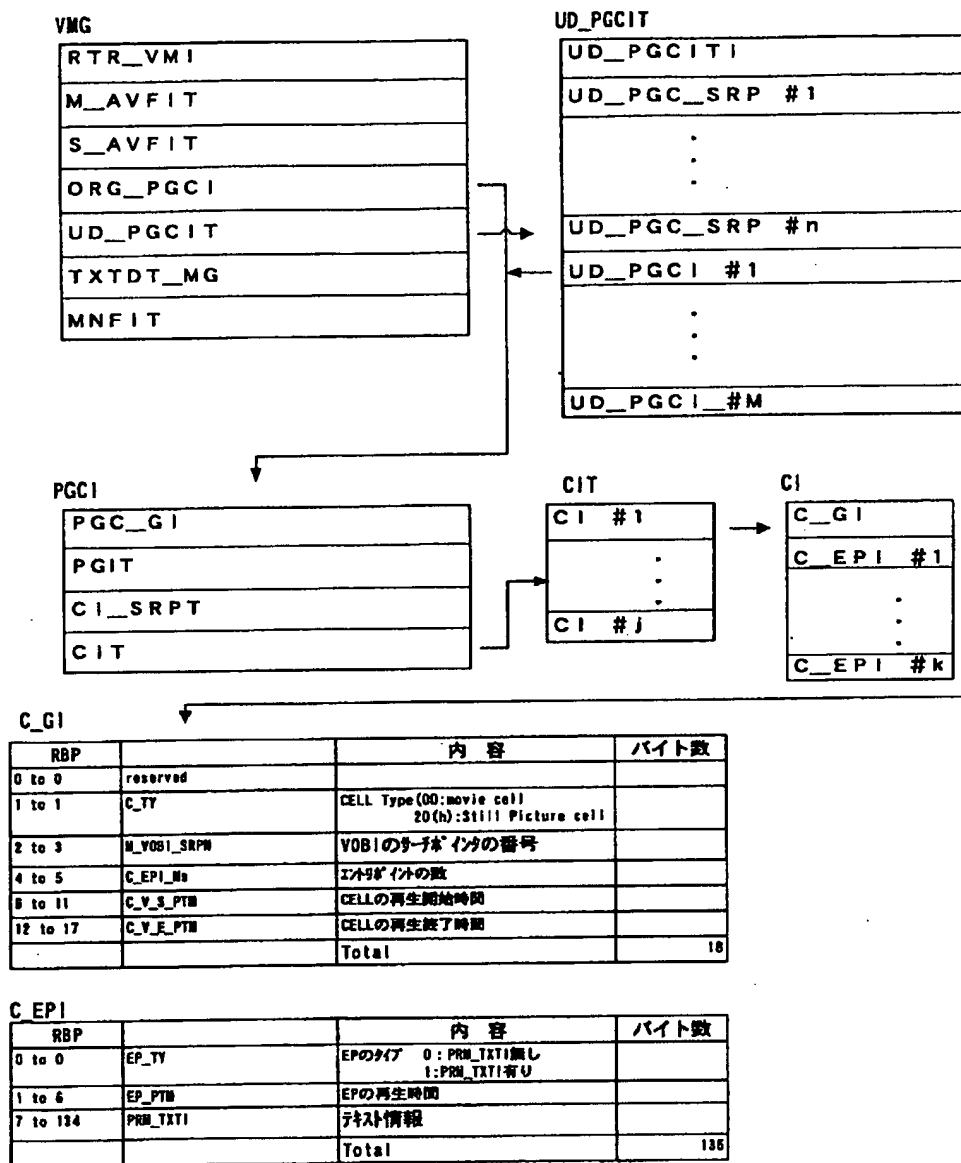 VMG
RTR_VMI
M_AVFIT
S_AVFIT
ORG_PGCI
UD_PGCIT
TXTDT_MG
MNFIT
UD_PGCIT
UD_PGCITI
UD_PGC_SRP #1
UD_PGC_SRP #n
UD_PGCI #1
UD_PGCI_#M
PGCI
PGC_GI
PGIT
CI_SRPT
CIT
CIT
CI #1
CI #j
CI
C_GI
C_EPI #1
C_EPI #k
C_GI
RBP 内容 バイト数
0 to 0 reserved
1 to 1 C_TY CELL Type(00:movie cell
20(h):Still Picture cell
2 to 3 M_VOBI_SRPN VOBIのサーチポインタの番号
4 to 5 C_EPI_Ns エントリポイントの数
6 to 11 C_V_S_PTM CELLの再生開始時間
12 to 17 C_V_E_PTM CELLの再生終了時間
Total 18
C_EPI
RBP 内容 バイト数
0 to 0 EP_TY EPのタイプ 0:PRM_TXTI無し
1:PRM_TXTI有り
1 to 6 EP_PTM EPの再生時間
7 to 134 PRM_TXTI テキスト情報
Total 135